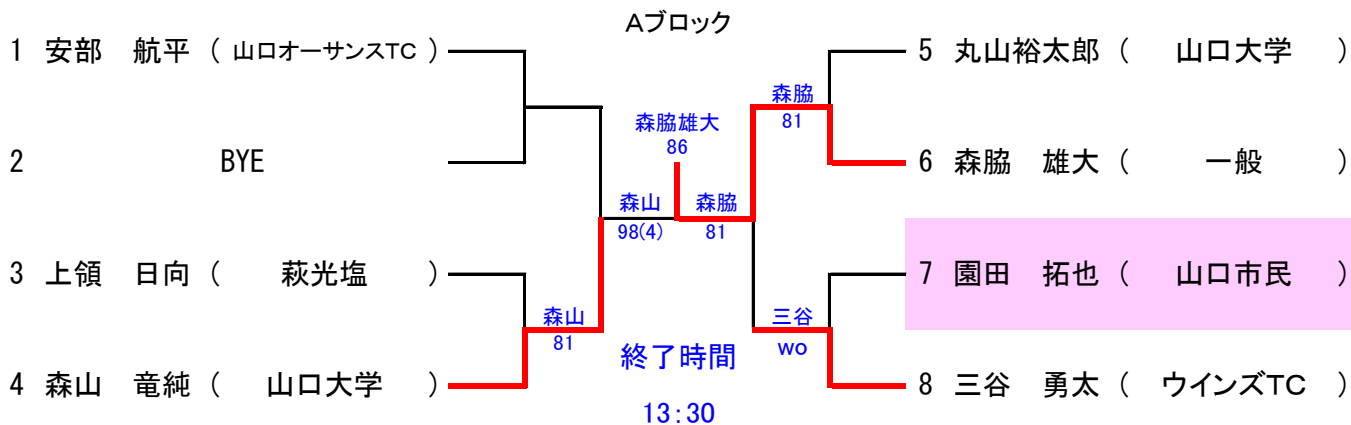 Aブロック
1 安部 航平 ( 山口オーサンスTC )
5 丸山裕太郎 ( 山口大学 )
森脇
81
森脇雄大
86
2 BYE
6 森脇 雄大 ( 一般 )
森山
98(4)
森脇
81
3 上領 日向 ( 萩光塩 )
7 園田 拓也 ( 山口市民 )
森山
81
三谷
wo
終了時間
4 森山 竜純 ( 山口大学 )
8 三谷 勇太 ( ウインズTC )
13:30